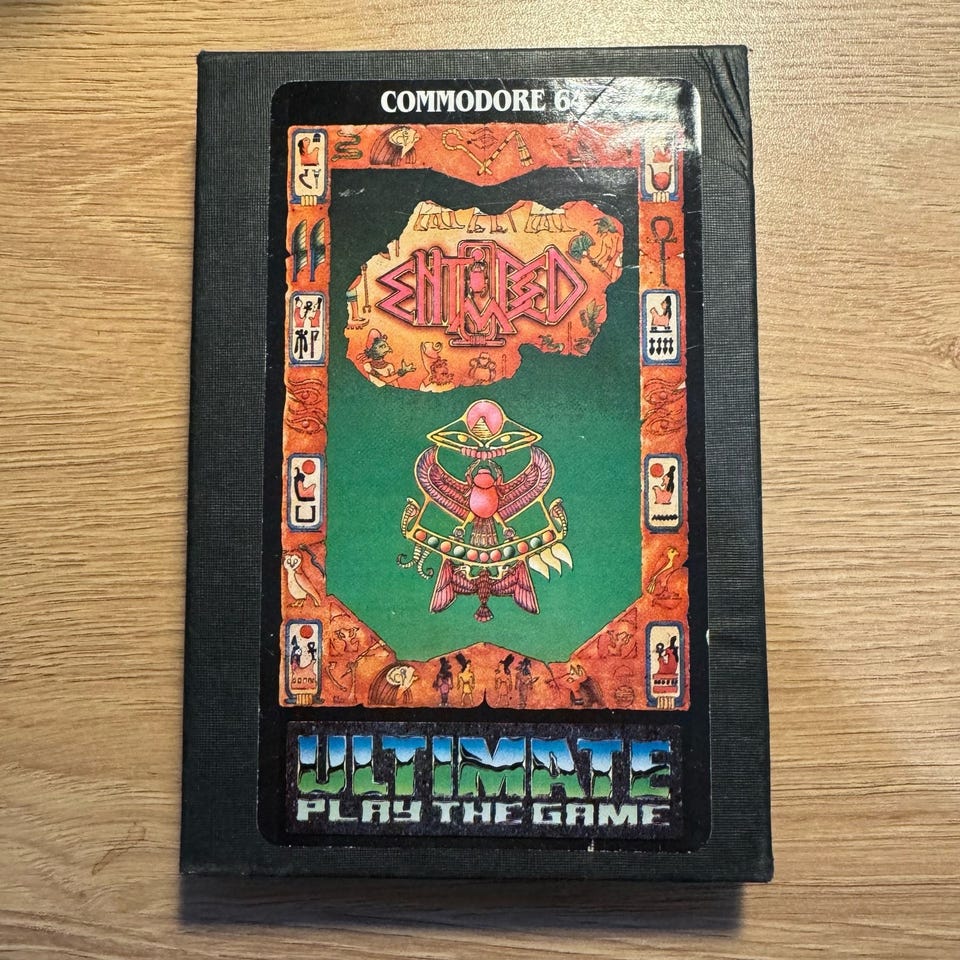 COMMODORE 64
ENTOMBED
ULTIMATE
PLAY THE GAME